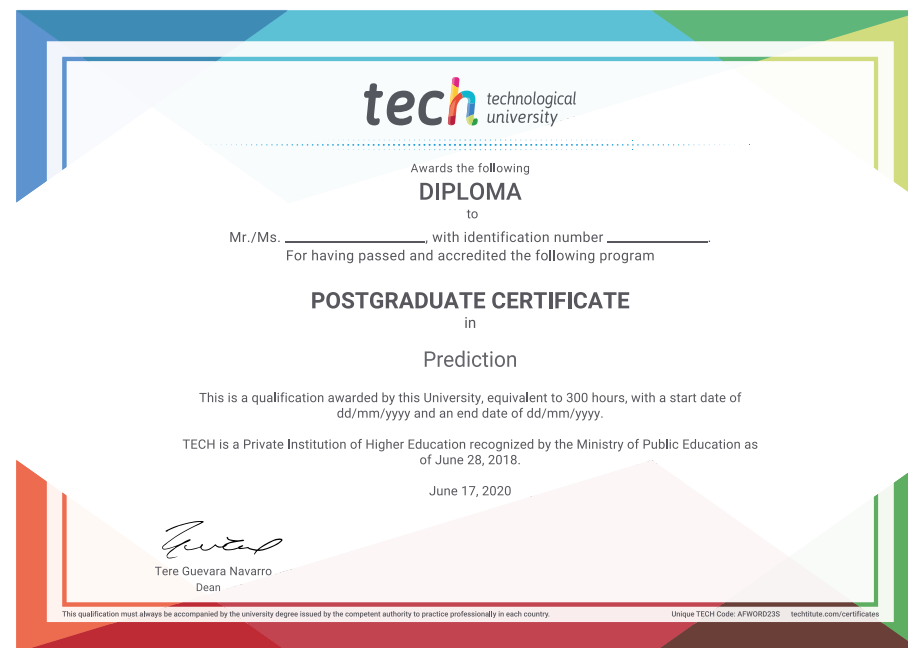 tech technological
university
Awards the following
DIPLOMA
to
Mr./Ms. ____________________, with identification number ______________.
For having passed and accredited the following program
POSTGRADUATE CERTIFICATE
in
Prediction
This is a qualification awarded by this University, equivalent to 300 hours, with a start date of
dd/mm/yyyy and an end date of dd/mm/yyyy.
TECH is a Private Institution of Higher Education recognized by the Ministry of Public Education as
of June 28, 2018.
June 17, 2020
Tere Guevara Navarro
Dean
This qualification must always be accompanied by the university degree issued by the competent authority to practice professionally in each country. Unique TECH Code: AFWORD23S techtitute.com/certificates